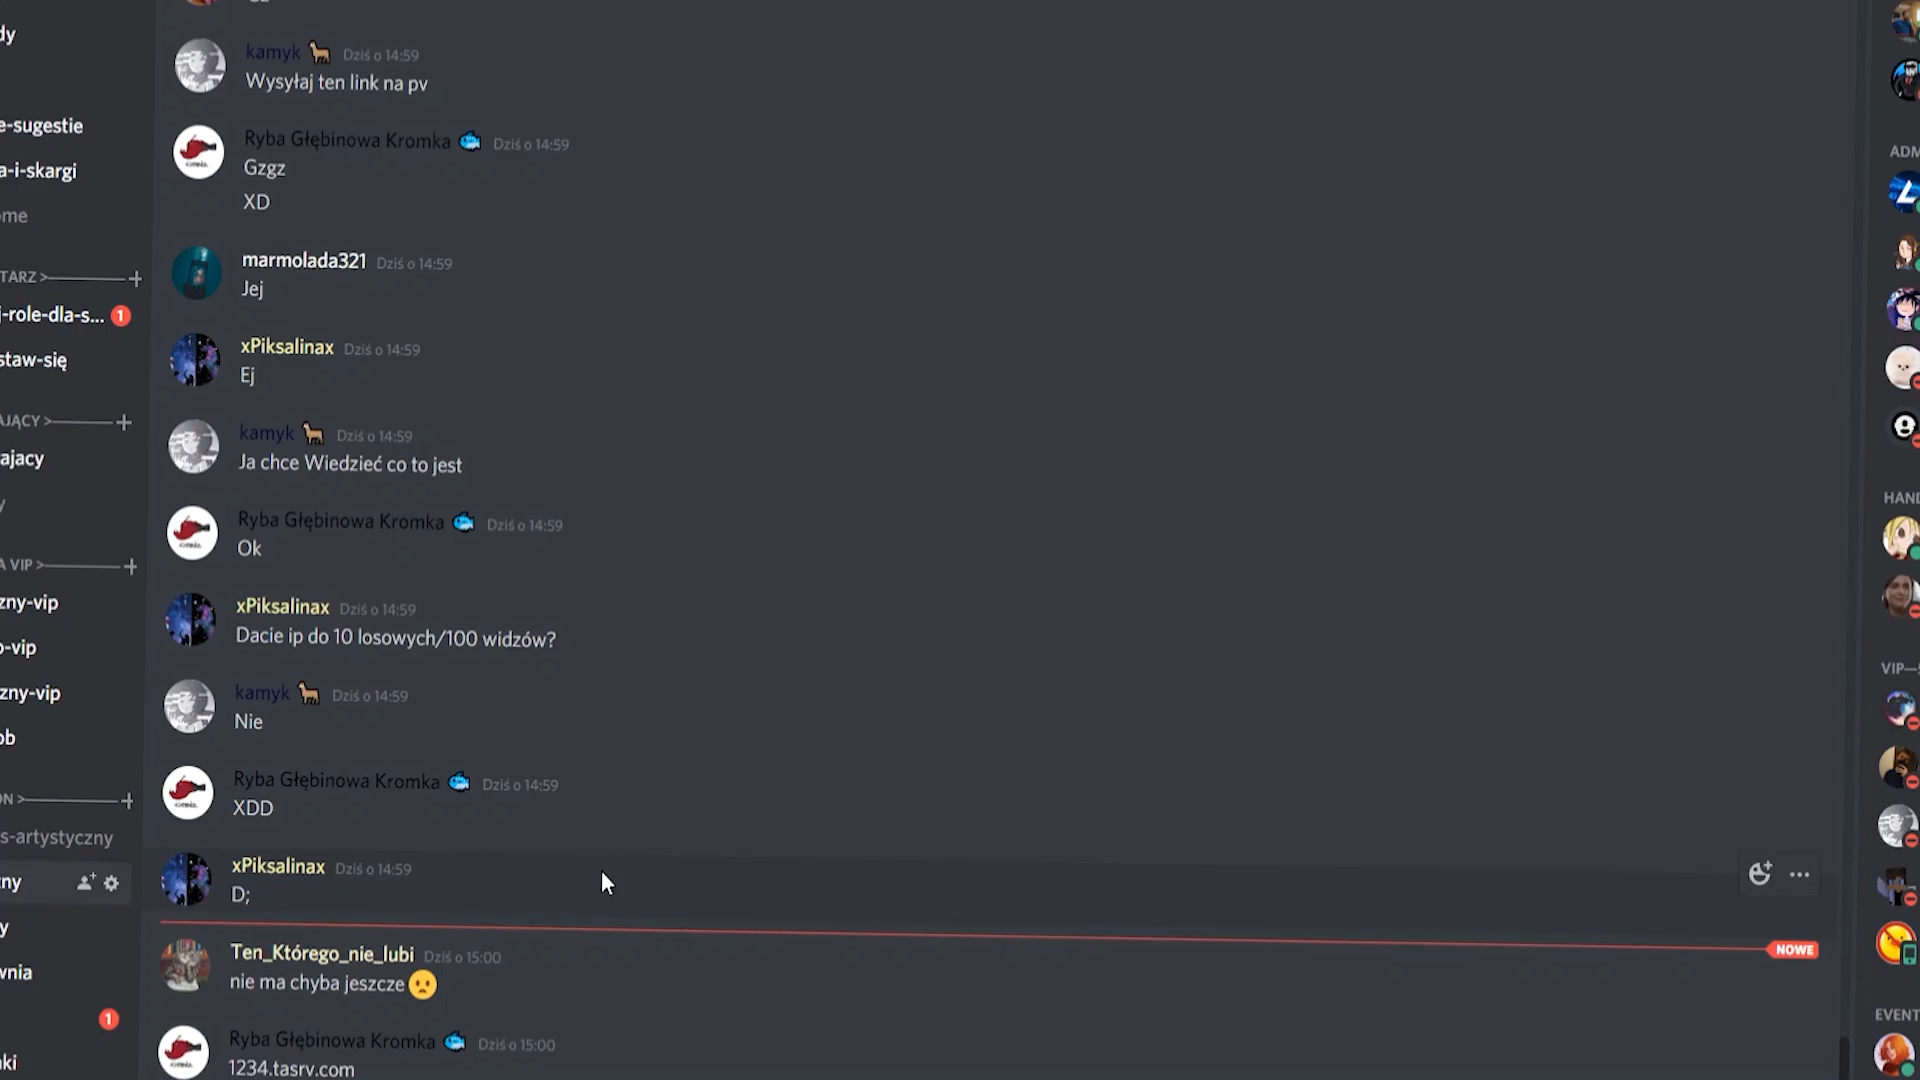 dy
e-sugestie
a-i-skargi
ome
TARZ >
j-role-dla-s... 1
staw-się
AJĄCY >
ajacy
y
A VIP >
zny-vip
o-vip
zny-vip
ob
ON >
s-artystyczny
zny
y
wnia
1
ki
kamyk Dziś o 14:59
Wysyłaj ten link na pv
Ryba Głębinowa Kromka Dziś o 14:59
Gzgz
XD
marmolada321 Dziś o 14:59
Jej
xPiksalinax Dziś o 14:59
Ej
kamyk Dziś o 14:59
Ja chce Wiedzieć co to jest
Ryba Głębinowa Kromka Dziś o 14:59
Ok
xPiksalinax Dziś o 14:59
Dacie ip do 10 losowych/100 widzów?
kamyk Dziś o 14:59
Nie
Ryba Głębinowa Kromka Dziś o 14:59
XDD
xPiksalinax Dziś o 14:59
D;
NOWE
Ten_Którego_nie_lubi Dziś o 15:00
nie ma chyba jeszcze
Ryba Głębinowa Kromka Dziś o 15:00
1234.tasrv.com
ADM
HAND
VIP—
EVENT